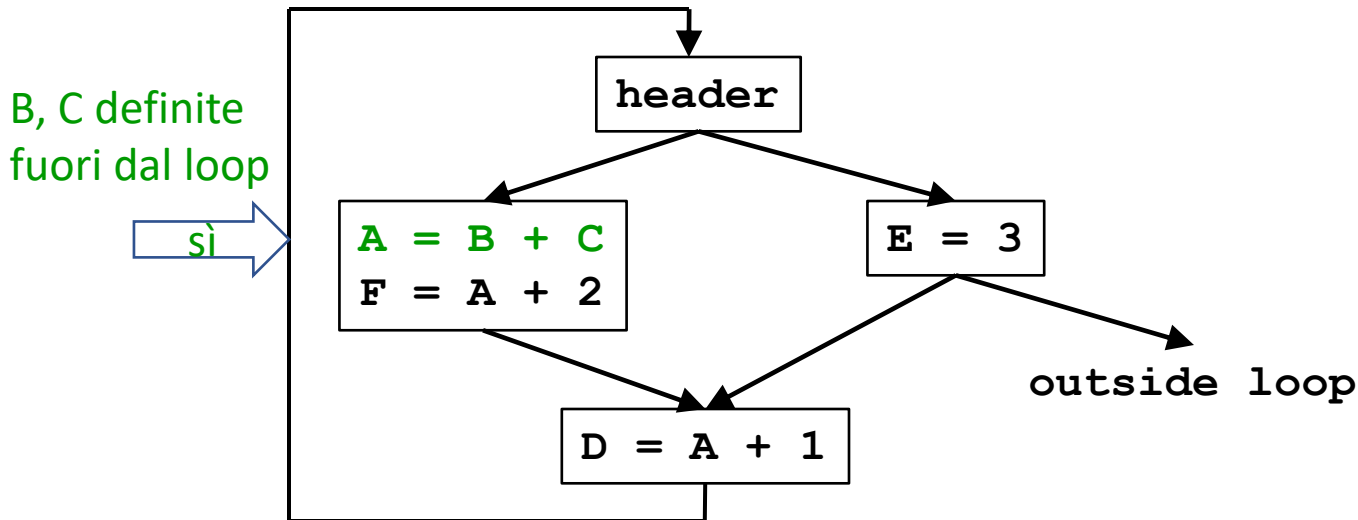 header
B, C definite
fuori dal loop
sì
A = B + C
F = A + 2
E = 3
outside loop
D = A + 1